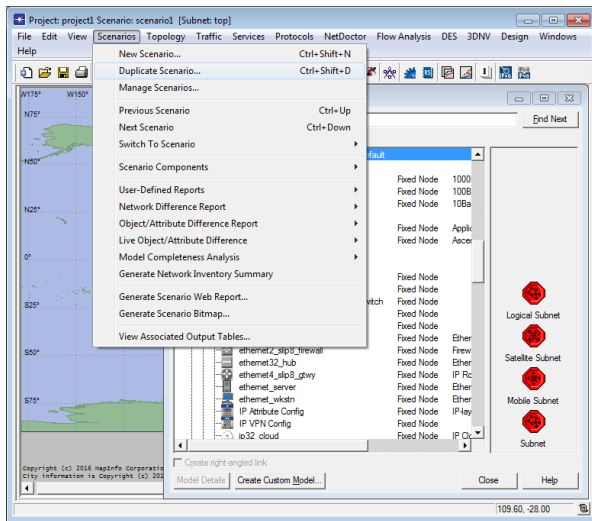 Project: project1 Scenario: scenario1 [Subnet: top]
File Edit View Scenarios Topology Traffic Services Protocols NetDoctor Flow Analysis DES 3DNV Design Windows
Help
New Scenario... Ctrl+Shift+N
Duplicate Scenario... Ctrl+Shift+D
Manage Scenarios...
Previous Scenario Ctrl+Up
Next Scenario Ctrl+Down
Switch To Scenario
Scenario Components
User-Defined Reports
Network Difference Report
Object/Attribute Difference Report
Live Object/Attribute Difference
Model Completeness Analysis
Generate Network Inventory Summary
Generate Scenario Web Report...
Generate Scenario Bitmap...
View Associated Output Tables...
W175° W150°
N75°
N50°
N25°
0°
S25°
S50°
S75°
Find Next
efault
Fixed Node 1000
Fixed Node 100B
Fixed Node 10Ba
Fixed Node Applic
Fixed Node Ascen
Fixed Node
Fixed Node
witch Fixed Node
Fixed Node
Fixed Node
Fixed Node Ether
ethernet2_slip8_firewall Fixed Node Firew
ethernet32_hub Fixed Node Ether
ethernet4_slip8_gtwy Fixed Node IP Ro
ethernet_server Fixed Node Ether
ethernet_wkstn Fixed Node Ether
IP Attribute Config Fixed Node IP-lay
IP VPN Config Fixed Node
ip32_cloud Fixed Node IP Clo
Logical Subnet
Satellite Subnet
Mobile Subnet
Subnet
Create right-angled link
Model Details Create Custom Model... Close Help
Copyright (c) 2016 MapInfo Corporatio
City information is Copyright (c) 201
109.60, -28.00